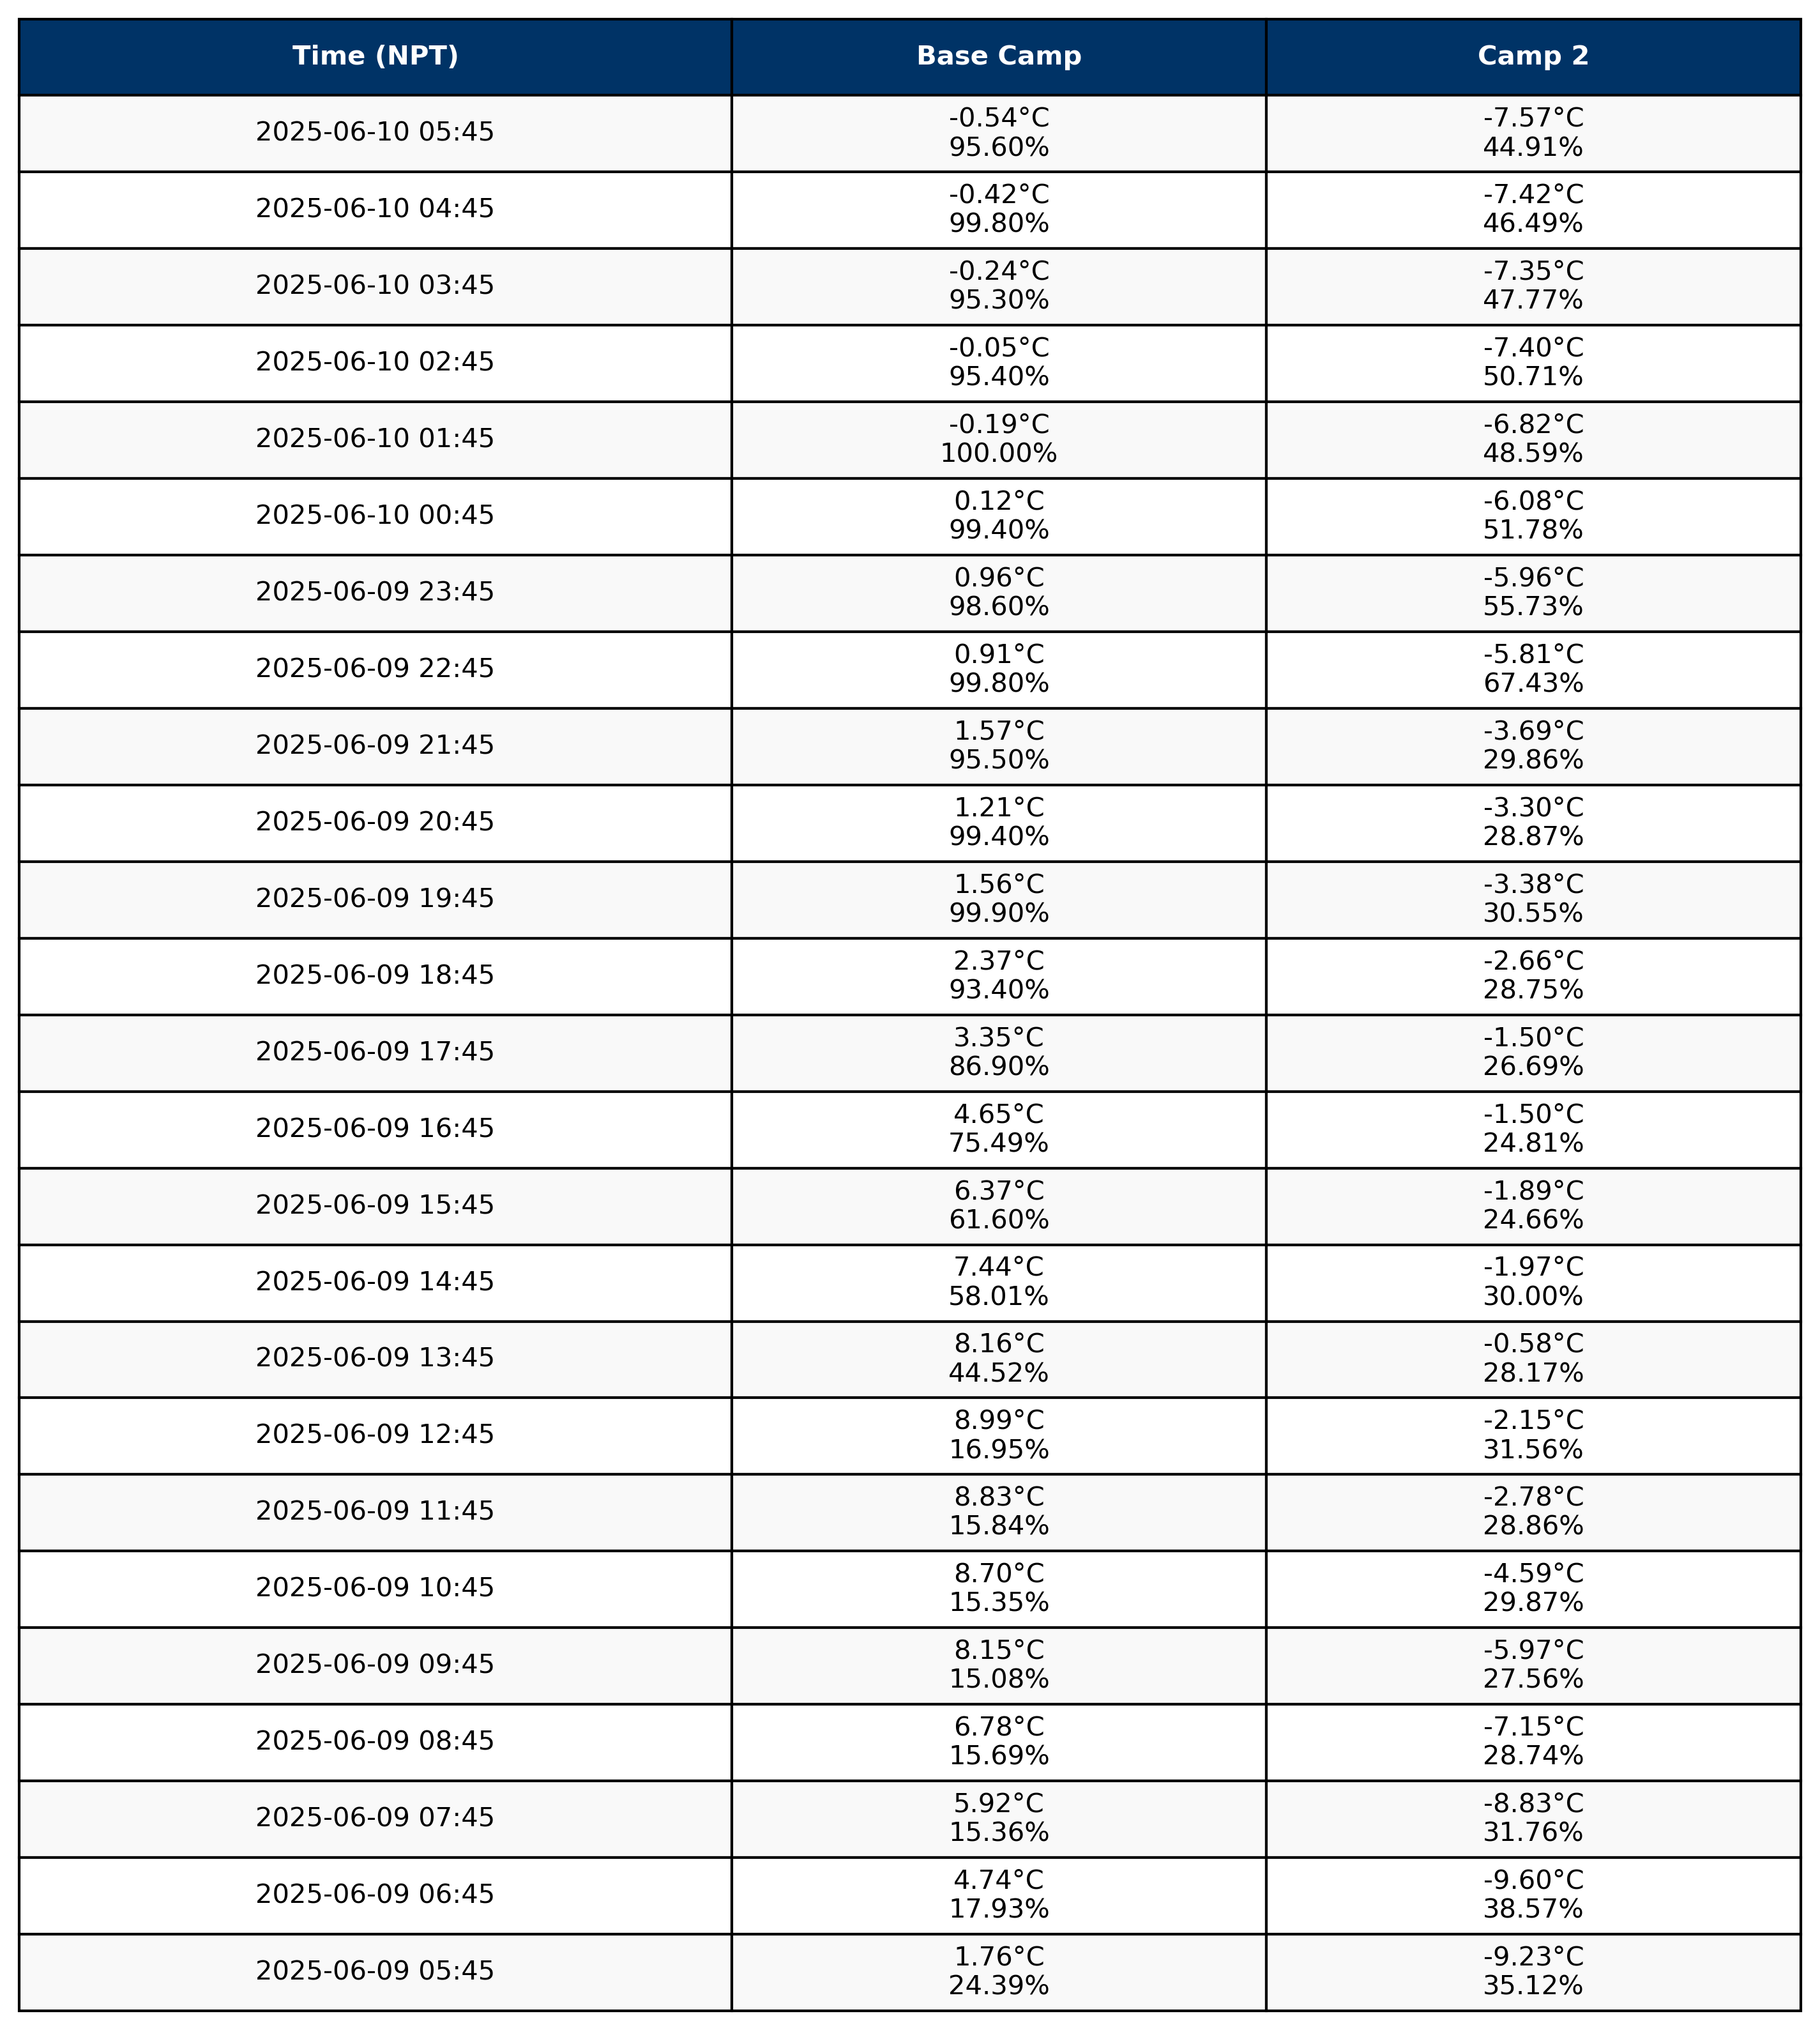 Time (NPT) Base Camp Camp 2
2025-06-10 05:45 -0.54°C -7.57°C
95.60% 44.91%
2025-06-10 04:45 -0.42°C -7.42°C
99.80% 46.49%
2025-06-10 03:45 -0.24°C -7.35°C
95.30% 47.77%
2025-06-10 02:45 -0.05°C -7.40°C
95.40% 50.71%
2025-06-10 01:45 -0.19°C -6.82°C
100.00% 48.59%
2025-06-10 00:45 0.12°C -6.08°C
99.40% 51.78%
2025-06-09 23:45 0.96°C -5.96°C
98.60% 55.73%
2025-06-09 22:45 0.91°C -5.81°C
99.80% 67.43%
2025-06-09 21:45 1.57°C -3.69°C
95.50% 29.86%
2025-06-09 20:45 1.21°C -3.30°C
99.40% 28.87%
2025-06-09 19:45 1.56°C -3.38°C
99.90% 30.55%
2025-06-09 18:45 2.37°C -2.66°C
93.40% 28.75%
2025-06-09 17:45 3.35°C -1.50°C
86.90% 26.69%
2025-06-09 16:45 4.65°C -1.50°C
75.49% 24.81%
2025-06-09 15:45 6.37°C -1.89°C
61.60% 24.66%
2025-06-09 14:45 7.44°C -1.97°C
58.01% 30.00%
2025-06-09 13:45 8.16°C -0.58°C
44.52% 28.17%
2025-06-09 12:45 8.99°C -2.15°C
16.95% 31.56%
2025-06-09 11:45 8.83°C -2.78°C
15.84% 28.86%
2025-06-09 10:45 8.70°C -4.59°C
15.35% 29.87%
2025-06-09 09:45 8.15°C -5.97°C
15.08% 27.56%
2025-06-09 08:45 6.78°C -7.15°C
15.69% 28.74%
2025-06-09 07:45 5.92°C -8.83°C
15.36% 31.76%
2025-06-09 06:45 4.74°C -9.60°C
17.93% 38.57%
2025-06-09 05:45 1.76°C -9.23°C
24.39% 35.12%